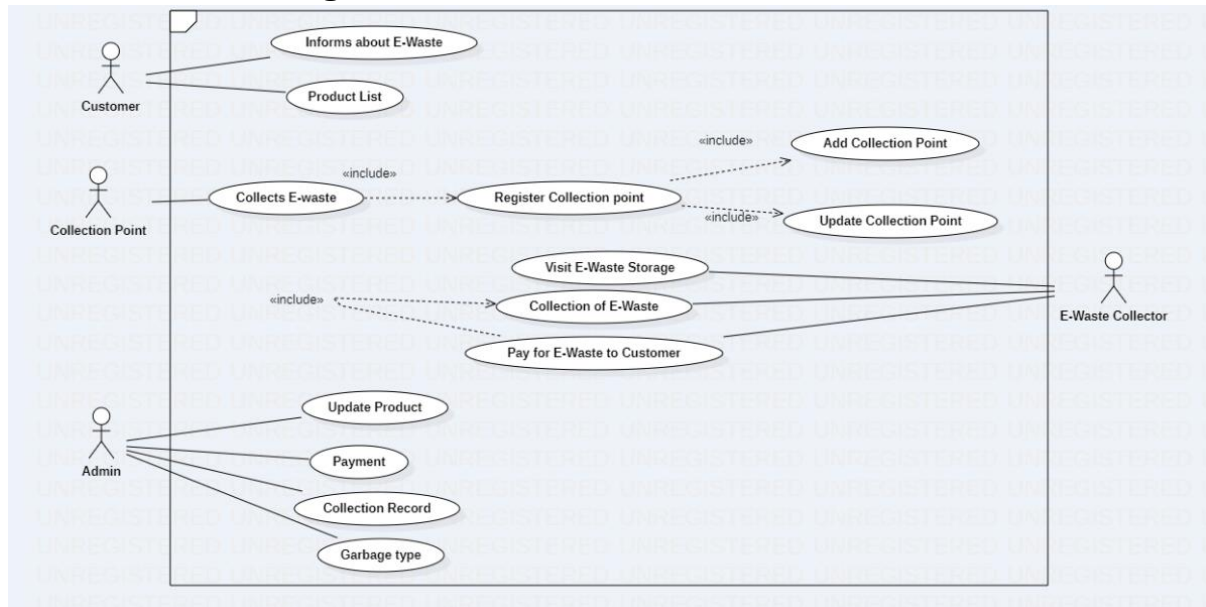 Informs about E-Waste
Product List
Customer
«include»
Add Collection Point
«include»
Collects E-waste
Register Collection point
«include»
Update Collection Point
Collection Point
Visit E-Waste Storage
«include»
Collection of E-Waste
E-Waste Collector
Pay for E-Waste to Customer
Update Product
Payment
Admin
Collection Record
Garbage type
UNREGISTERED